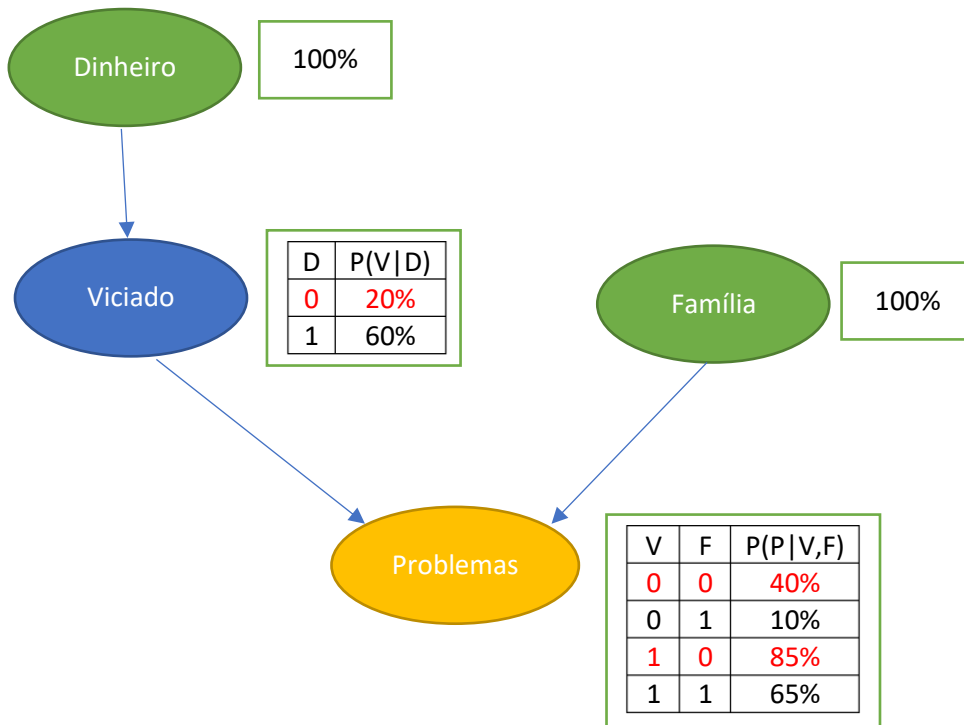 Dinheiro
100%
Viciado
D P(V|D)
0 20%
1 60%
Família
100%
Problemas
V F P(P|V,F)
0 0 40%
0 1 10%
1 0 85%
1 1 65%